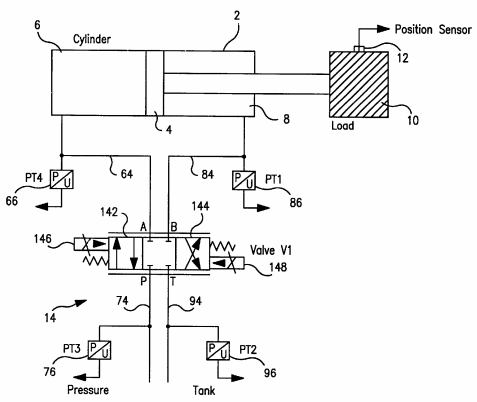 6
Cylinder
2
Position Sensor
12
4
8
10
Load
PT4
P
U
64
84
P
U
PT1
66
86
142
A
B
144
146
Valve V1
148
P
T
74
94
14
PT3
P
U
P
U
PT2
76
96
Pressure
Tank